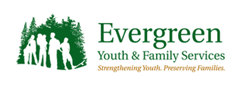 Evergreen
Youth & Family Services
Strengthening Youth. Preserving Families.